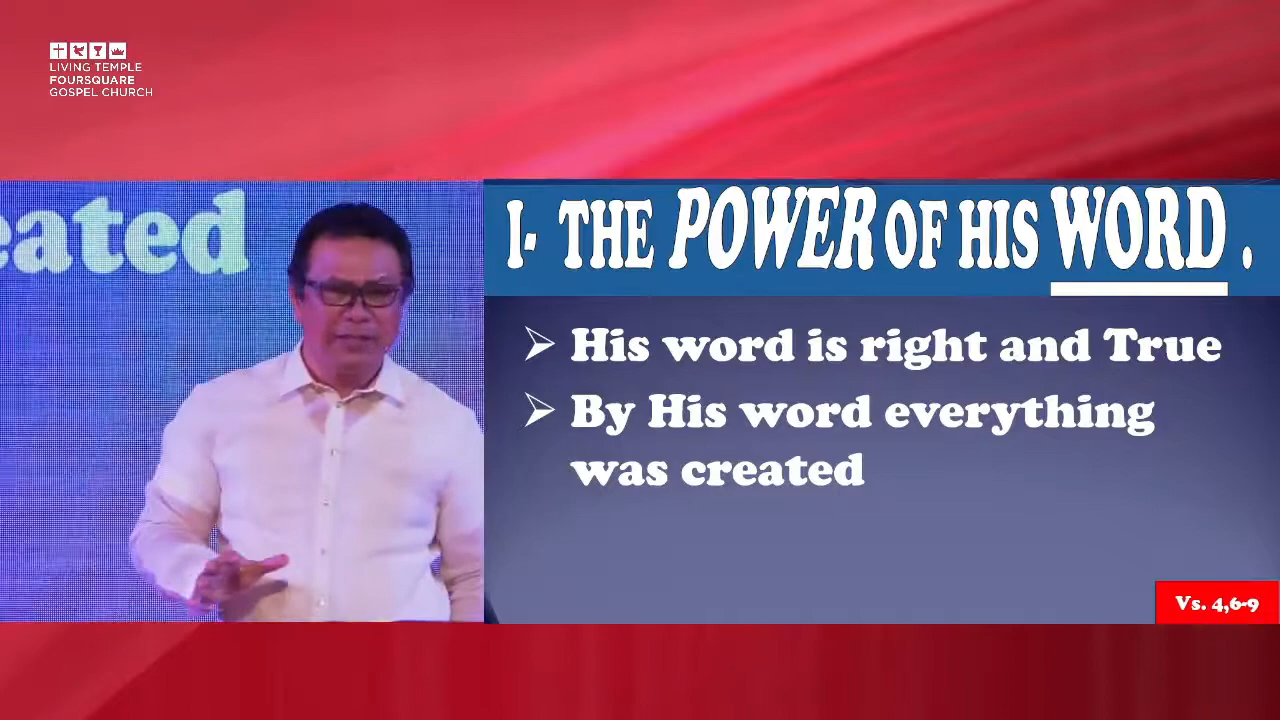 LIVING TEMPLE
FOURSQUARE
GOSPEL CHURCH
eated
I- THE POWER OF HIS WORD .
➢ His word is right and True
➢ By His word everything
was created
Vs. 4,6-9